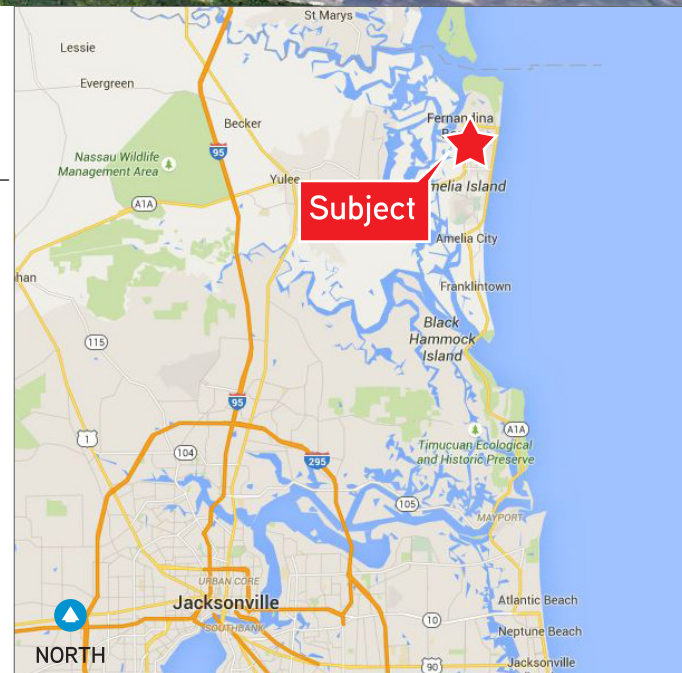 St Marys
Lessie
Evergreen
Becker
Fernandina
95
Nassau Wildlife
Management Area
Yulee
A1A
Subject
melia Island
Amelia City
han
Franklintown
115
Black
Hammock
Island
95
1
104
295
A1A
Timucuan Ecological
and Historic Preserve
105
MAYPORT
URBAN CORE
Jacksonville
SOUTHBANK
Atlantic Beach
10
Neptune Beach
NORTH
90
Jacksonville